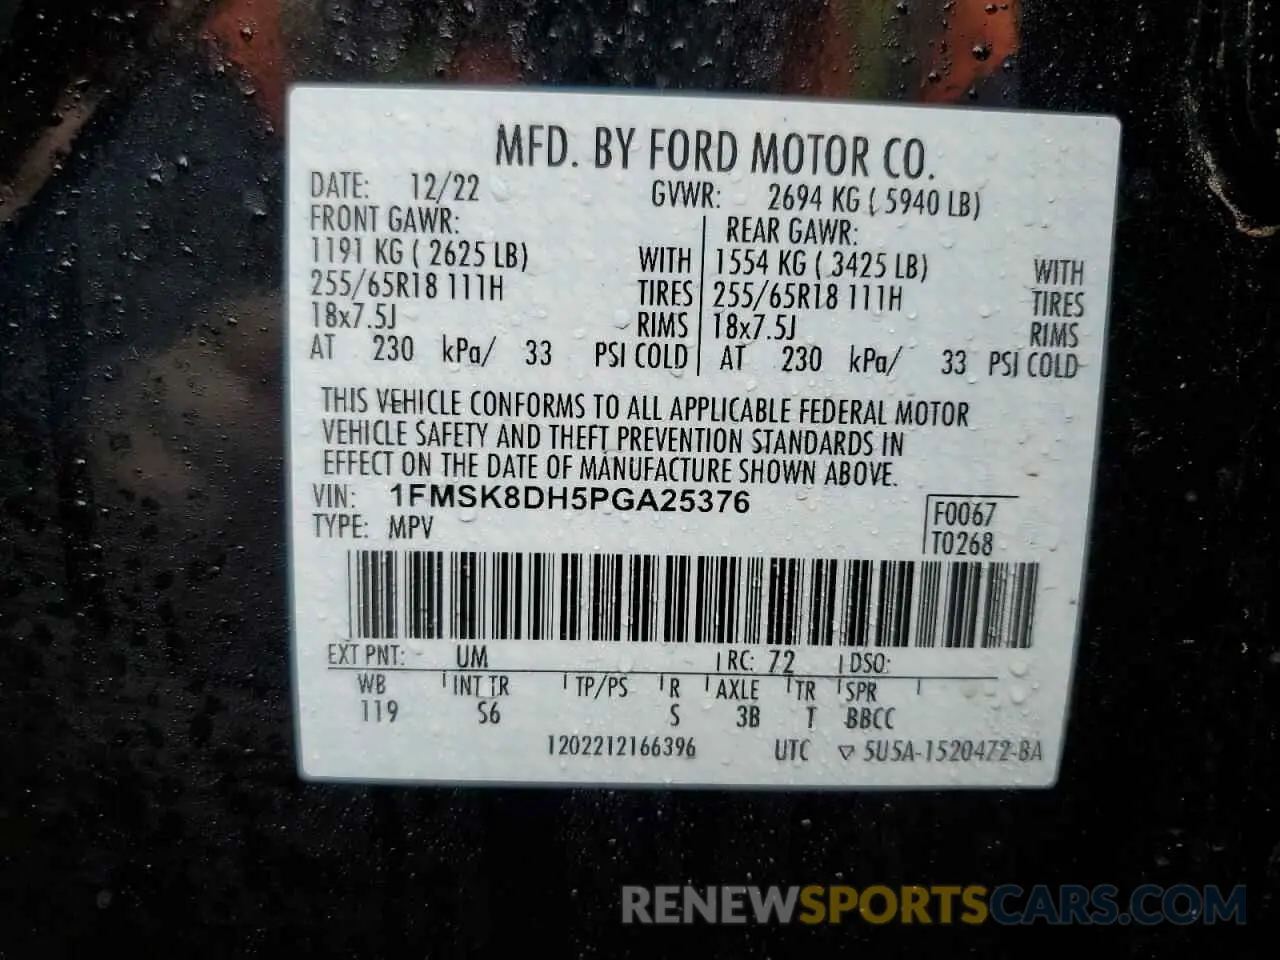 MFD. BY FORD MOTOR CO.
DATE: 12/22 GVWR: 2694 KG ( 5940 LB)
FRONT GAWR: REAR GAWR:
1191 KG ( 2625 LB) WITH 1554 KG ( 3425 LB) WITH
255/65R18 111H TIRES 255/65R18 111H TIRES
18x7.5J RIMS 18x7.5J RIMS
AT 230 kPa/ 33 PSI COLD AT 230 kPa/ 33 PSI COLD
THIS VEHICLE CONFORMS TO ALL APPLICABLE FEDERAL MOTOR
VEHICLE SAFETY AND THEFT PREVENTION STANDARDS IN
EFFECT ON THE DATE OF MANUFACTURE SHOWN ABOVE.
VIN: 1FMSK8DH5PGA25376 F0067
TYPE: MPV T0268
EXT PNT: UM RC: 72 DSO:
WB INT TR TP/PS R AXLE TR SPR
119 S6 S 3B T BBCC
1202212166396 UTC ▽ 5U5A-1520472-BA
RENEWSPORTSCARS.COM